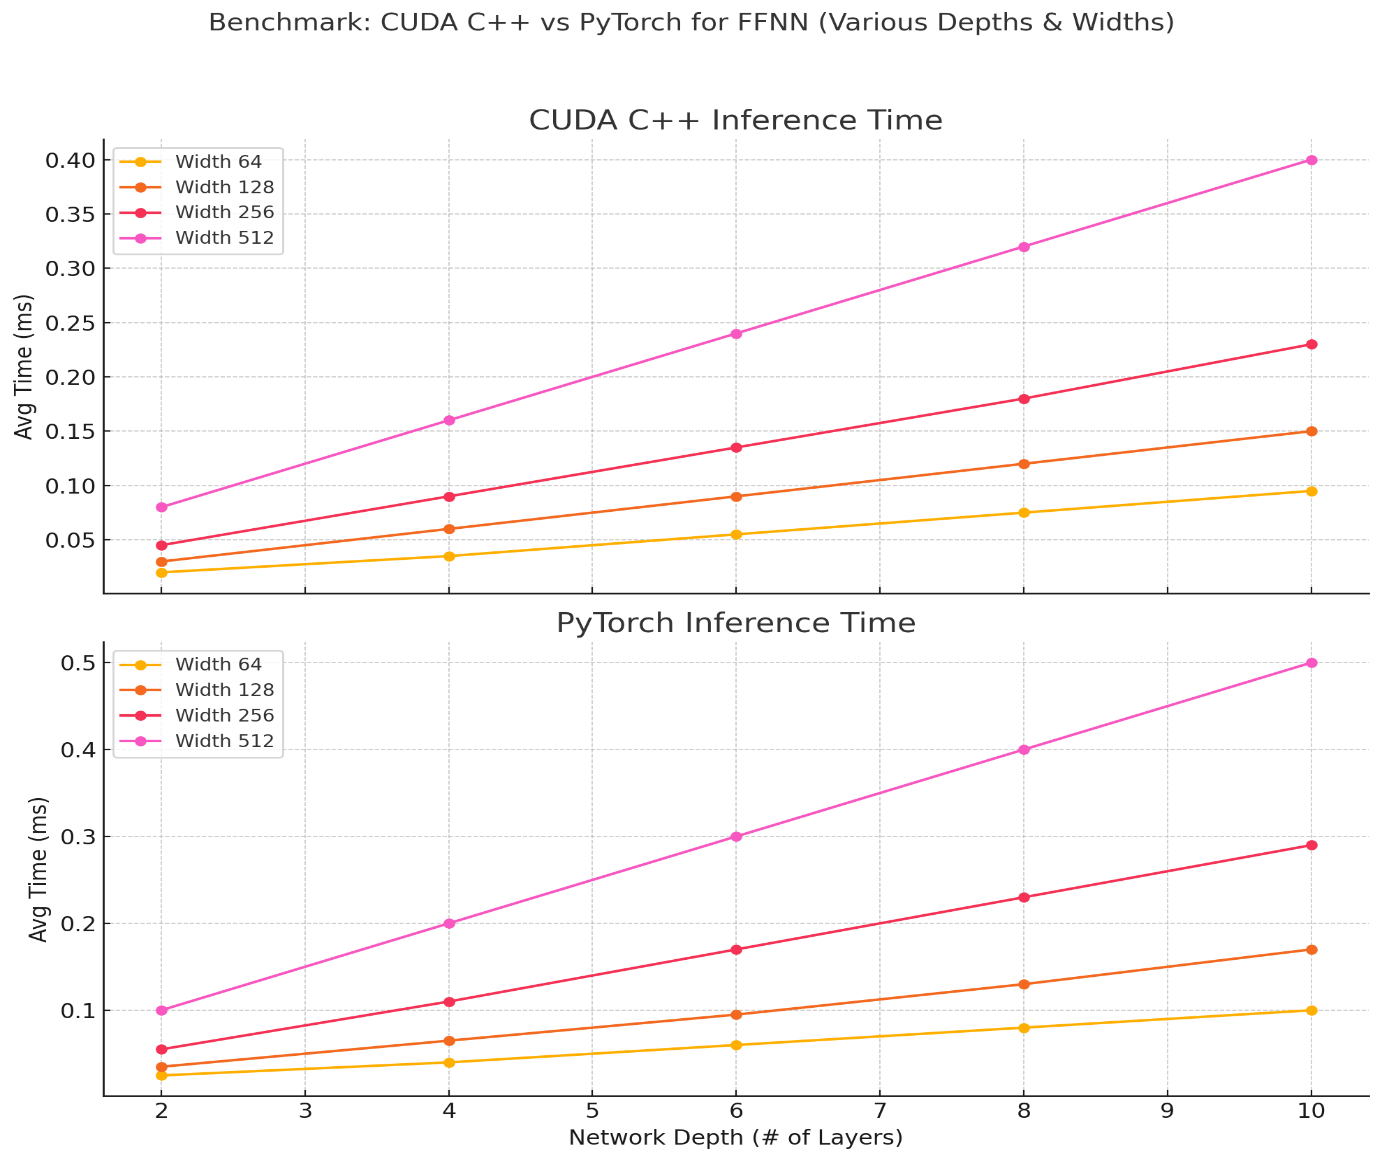 Benchmark: CUDA C++ vs PyTorch for FFNN (Various Depths & Widths)
CUDA C++ Inference Time
Width 64
Width 128
Width 256
Width 512
Avg Time (ms)
0.40
0.35
0.30
0.25
0.20
0.15
0.10
0.05
PyTorch Inference Time
Width 64
Width 128
Width 256
Width 512
Avg Time (ms)
0.5
0.4
0.3
0.2
0.1
2 3 4 5 6 7 8 9 10
Network Depth (# of Layers)